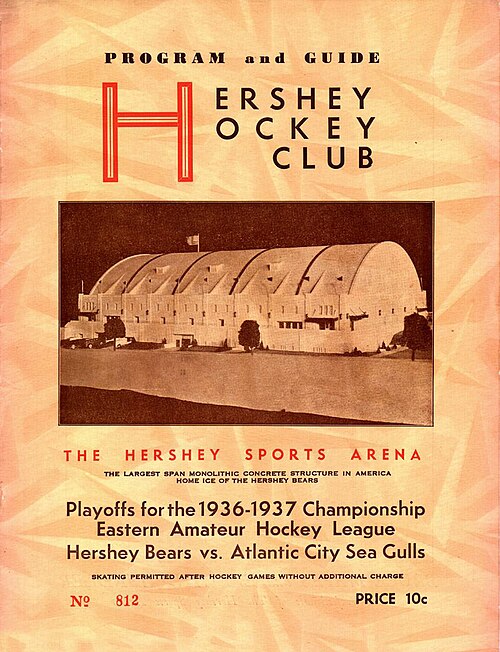 PROGRAM and GUIDE
HERSHEY
HOCKEY
CLUB
THE HERSHEY SPORTS ARENA
THE LARGEST SPAN MONOLITHIC CONCRETE STRUCTURE IN AMERICA
HOME ICE OF THE HERSHEY BEARS
Playoffs for the 1936-1937 Championship
Eastern Amateur Hockey League
Hershey Bears vs. Atlantic City Sea Gulls
SKATING PERMITTED AFTER HOCKEY GAMES WITHOUT ADDITIONAL CHARGE
Nº 812 PRICE 10c